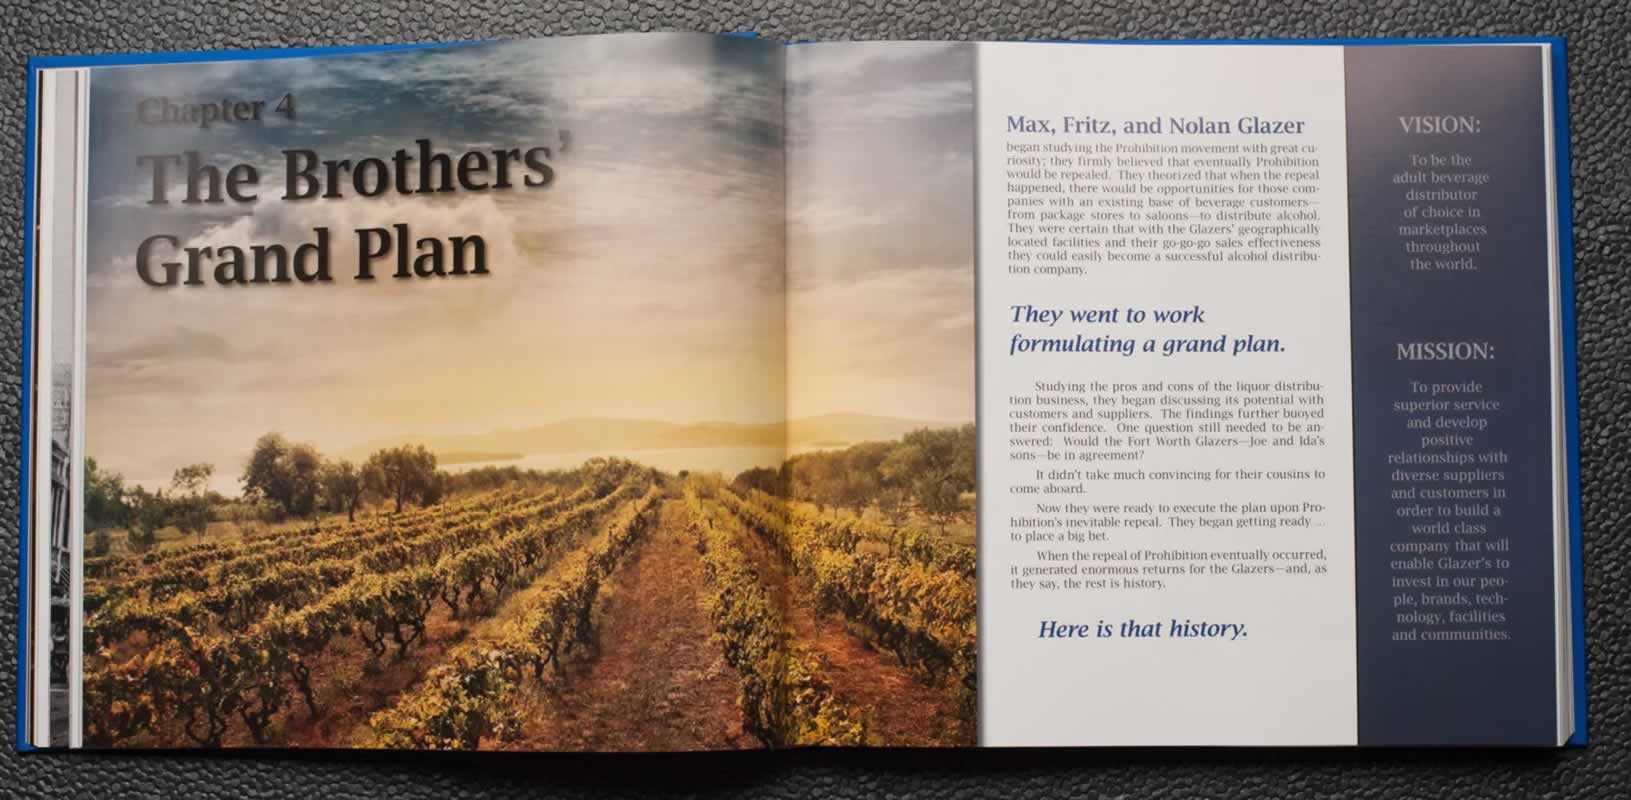 Chapter 4
The Brothers'
Grand Plan
Max, Fritz, and Nolan Glazer
began studying the Prohibition movement with great cu-
riosity; they firmly believed that eventually Prohibition
would be repealed. They theorized that when the repeal
happened, there would be opportunities for those com-
panies with an existing base of beverage customers—
from package stores to saloons—to distribute alcohol.
They were certain that with the Glazers' geographically
located facilities and their go-go-go sales effectiveness
they could easily become a successful alcohol distribu-
tion company.
They went to work
formulating a grand plan.
Studying the pros and cons of the liquor distribu-
tion business, they began discussing its potential with
customers and suppliers. The findings further buoyed
their confidence. One question still needed to be an-
swered: Would the Fort Worth Glazers—Joe and Ida's
sons—be in agreement?
It didn't take much convincing for their cousins to
come aboard.
Now they were ready to execute the plan upon Pro-
hibition's inevitable repeal. They began getting ready ...
to place a big bet.
When the repeal of Prohibition eventually occurred,
it generated enormous returns for the Glazers—and, as
they say, the rest is history.
Here is that history.
VISION:
To be the
adult beverage
distributor
of choice in
marketplaces
throughout
the world.
MISSION:
To provide
superior service
and develop
positive
relationships with
diverse suppliers
and customers in
order to build a
world class
company that will
enable Glazer's to
invest in our peo-
ple, brands, tech-
nology, facilities
and communities.